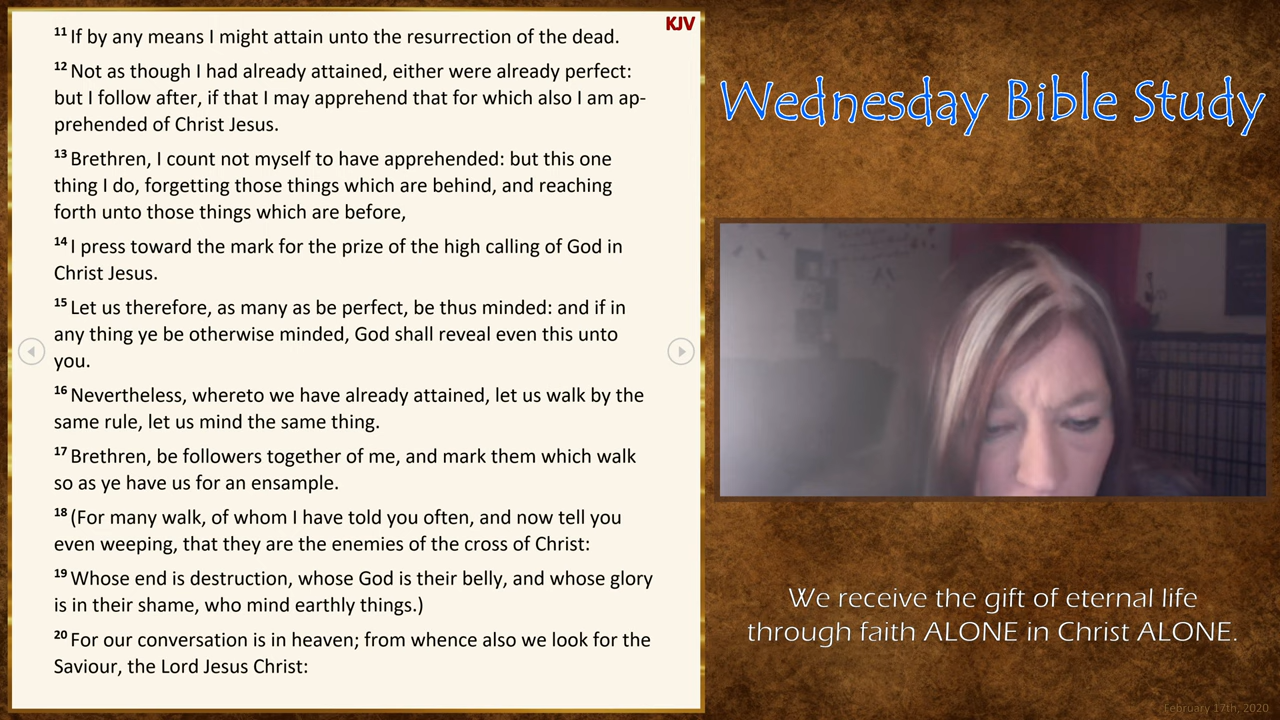 KJV
11 If by any means I might attain unto the resurrection of the dead.
12 Not as though I had already attained, either were already perfect:
but I follow after, if that I may apprehend that for which also I am ap-
prehended of Christ Jesus.
13 Brethren, I count not myself to have apprehended: but this one
thing I do, forgetting those things which are behind, and reaching
forth unto those things which are before,
14 I press toward the mark for the prize of the high calling of God in
Christ Jesus.
15 Let us therefore, as many as be perfect, be thus minded: and if in
any thing ye be otherwise minded, God shall reveal even this unto
you.
16 Nevertheless, whereto we have already attained, let us walk by the
same rule, let us mind the same thing.
17 Brethren, be followers together of me, and mark them which walk
so as ye have us for an ensample.
18 (For many walk, of whom I have told you often, and now tell you
even weeping, that they are the enemies of the cross of Christ:
19 Whose end is destruction, whose God is their belly, and whose glory
is in their shame, who mind earthly things.)
20 For our conversation is in heaven; from whence also we look for the
Saviour, the Lord Jesus Christ:
Wednesday Bible Study
We receive the gift of eternal life
through faith ALONE in Christ ALONE.
February 17th, 2020